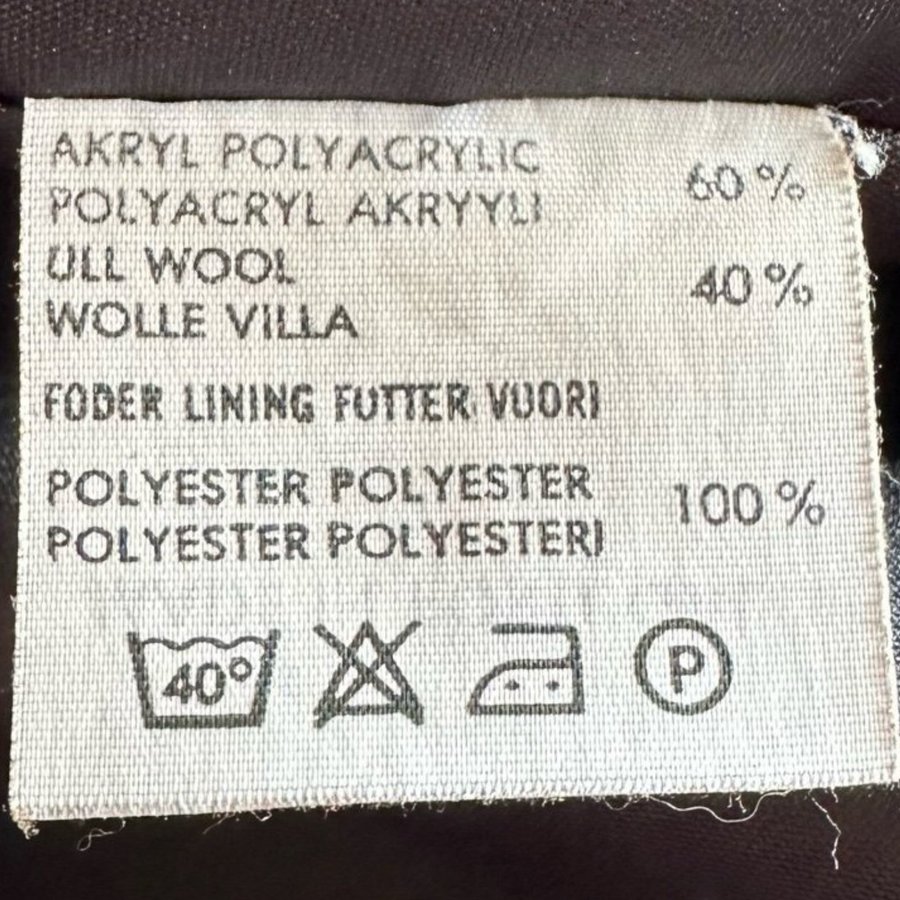 AKRYL POLYACRYLIC
POLYACRYL AKRYYLI 60%
ULL WOOL
WOLLE VILLA 40%
FODER LINING FUTTER VUORI
POLYESTER POLYESTER
POLYESTER POLYESTERI 100%
40° P